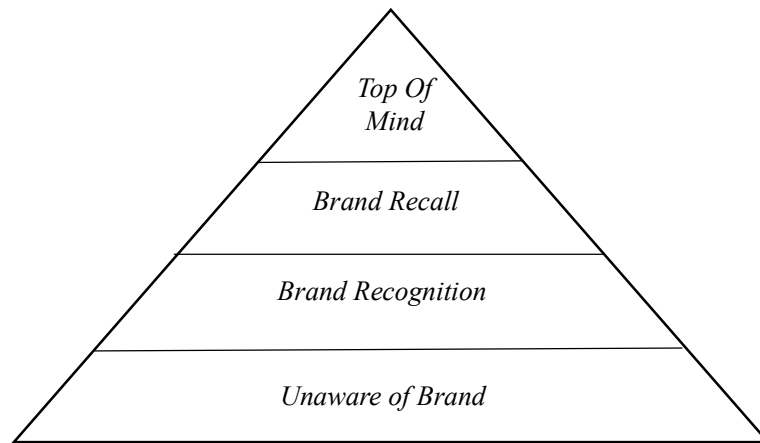 Top Of
Mind
Brand Recall
Brand Recognition
Unaware of Brand